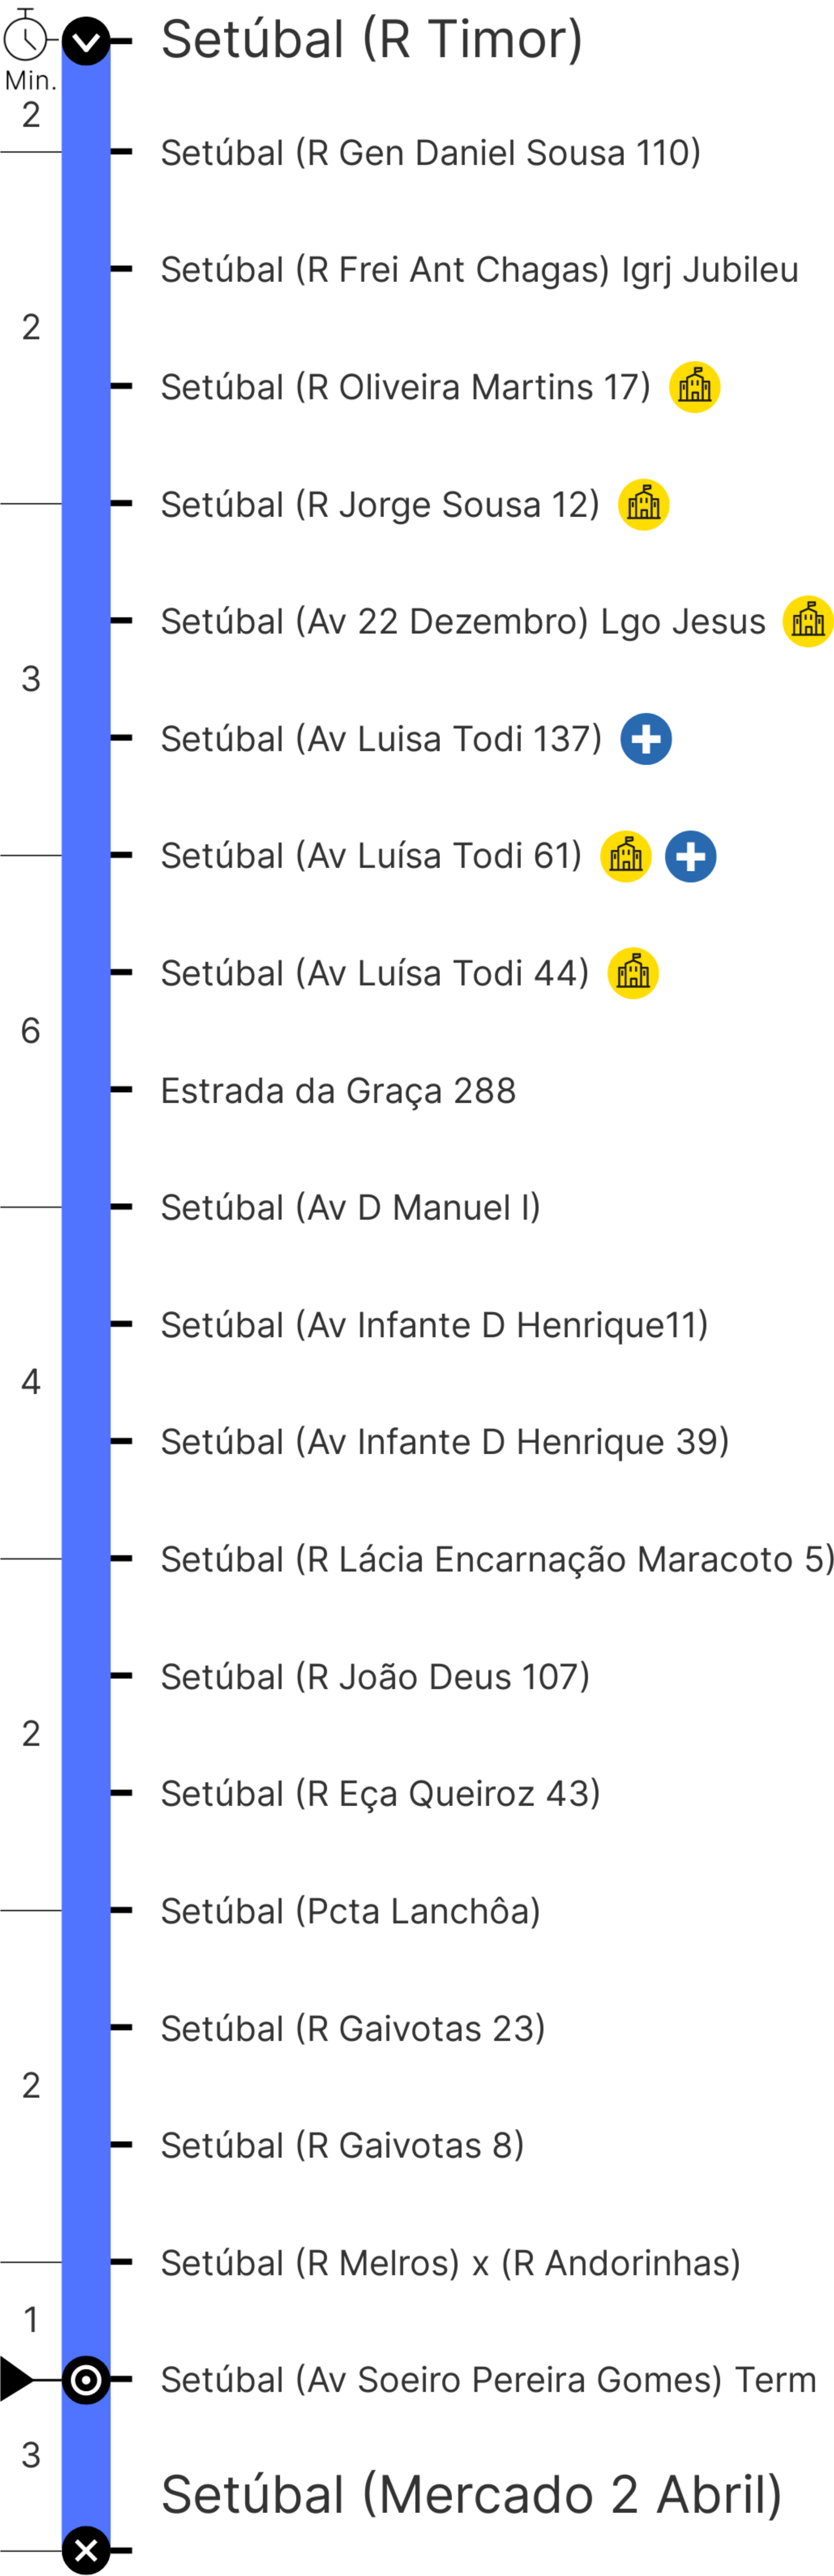 Setúbal (R Timor)
Min.
2
Setúbal (R Gen Daniel Sousa 110)
Setúbal (R Frei Ant Chagas) Igrj Jubileu
2
Setúbal (R Oliveira Martins 17)
Setúbal (R Jorge Sousa 12)
Setúbal (Av 22 Dezembro) Lgo Jesus
3
Setúbal (Av Luisa Todi 137)
Setúbal (Av Luísa Todi 61)
Setúbal (Av Luísa Todi 44)
6
Estrada da Graça 288
Setúbal (Av D Manuel I)
Setúbal (Av Infante D Henrique11)
4
Setúbal (Av Infante D Henrique 39)
Setúbal (R Lácia Encarnação Maracoto 5)
Setúbal (R João Deus 107)
2
Setúbal (R Eça Queiroz 43)
Setúbal (Pcta Lanchôa)
Setúbal (R Gaivotas 23)
2
Setúbal (R Gaivotas 8)
Setúbal (R Melros) x (R Andorinhas)
1
Setúbal (Av Soeiro Pereira Gomes) Term
3
Setúbal (Mercado 2 Abril)